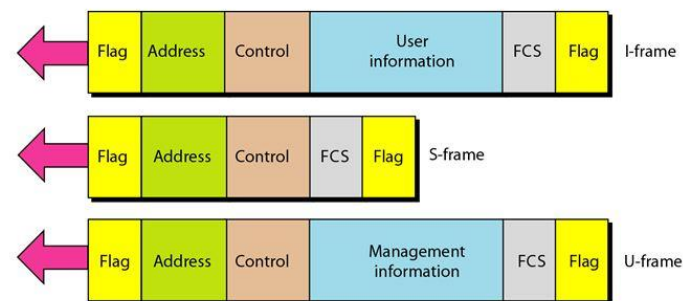 Flag Address Control User information FCS Flag I-frame
Flag Address Control FCS Flag S-frame
Flag Address Control Management information FCS Flag U-frame